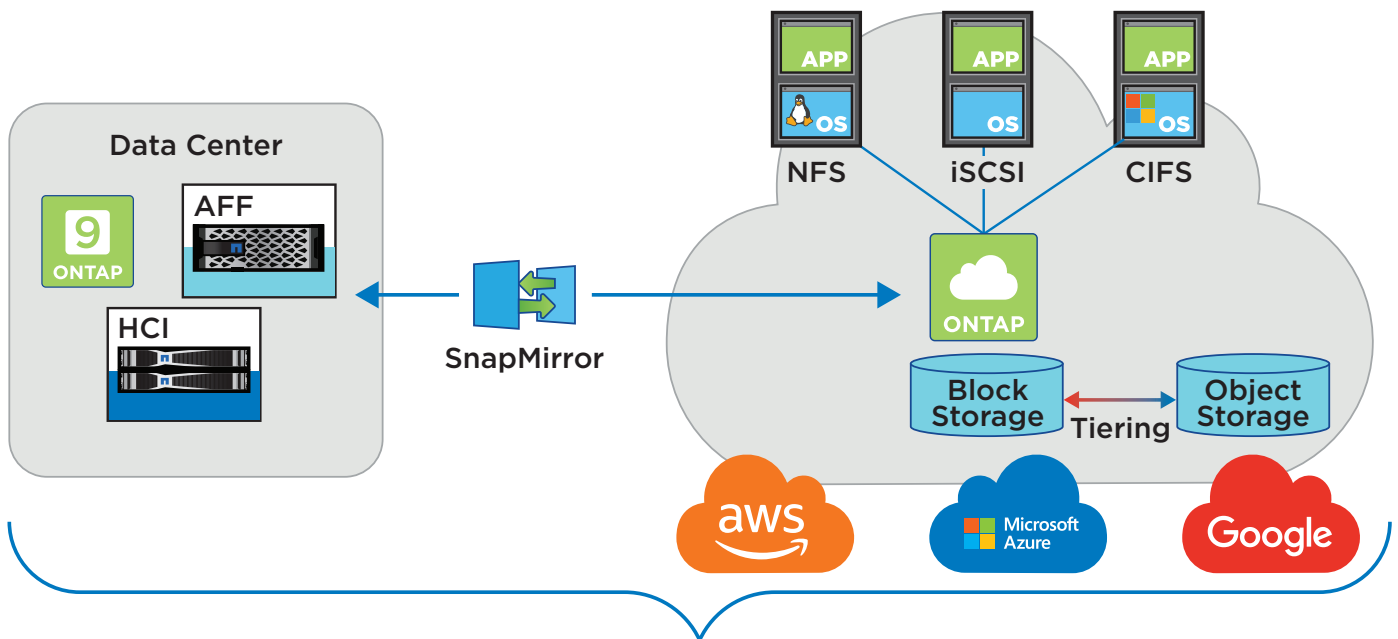 APP
OS
APP
OS
APP
OS
NFS
iSCSI
CIFS
Data Center
9
ONTAP
AFF
HCI
SnapMirror
ONTAP
Block
Storage
Tiering
Object
Storage
aws
Microsoft
Azure
Google